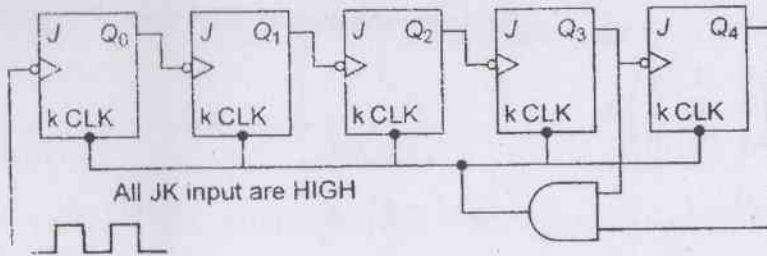 J Q0 J Q1 J Q2 J Q3 J Q4
k CLK k CLK k CLK k CLK k CLK
All JK input are HIGH